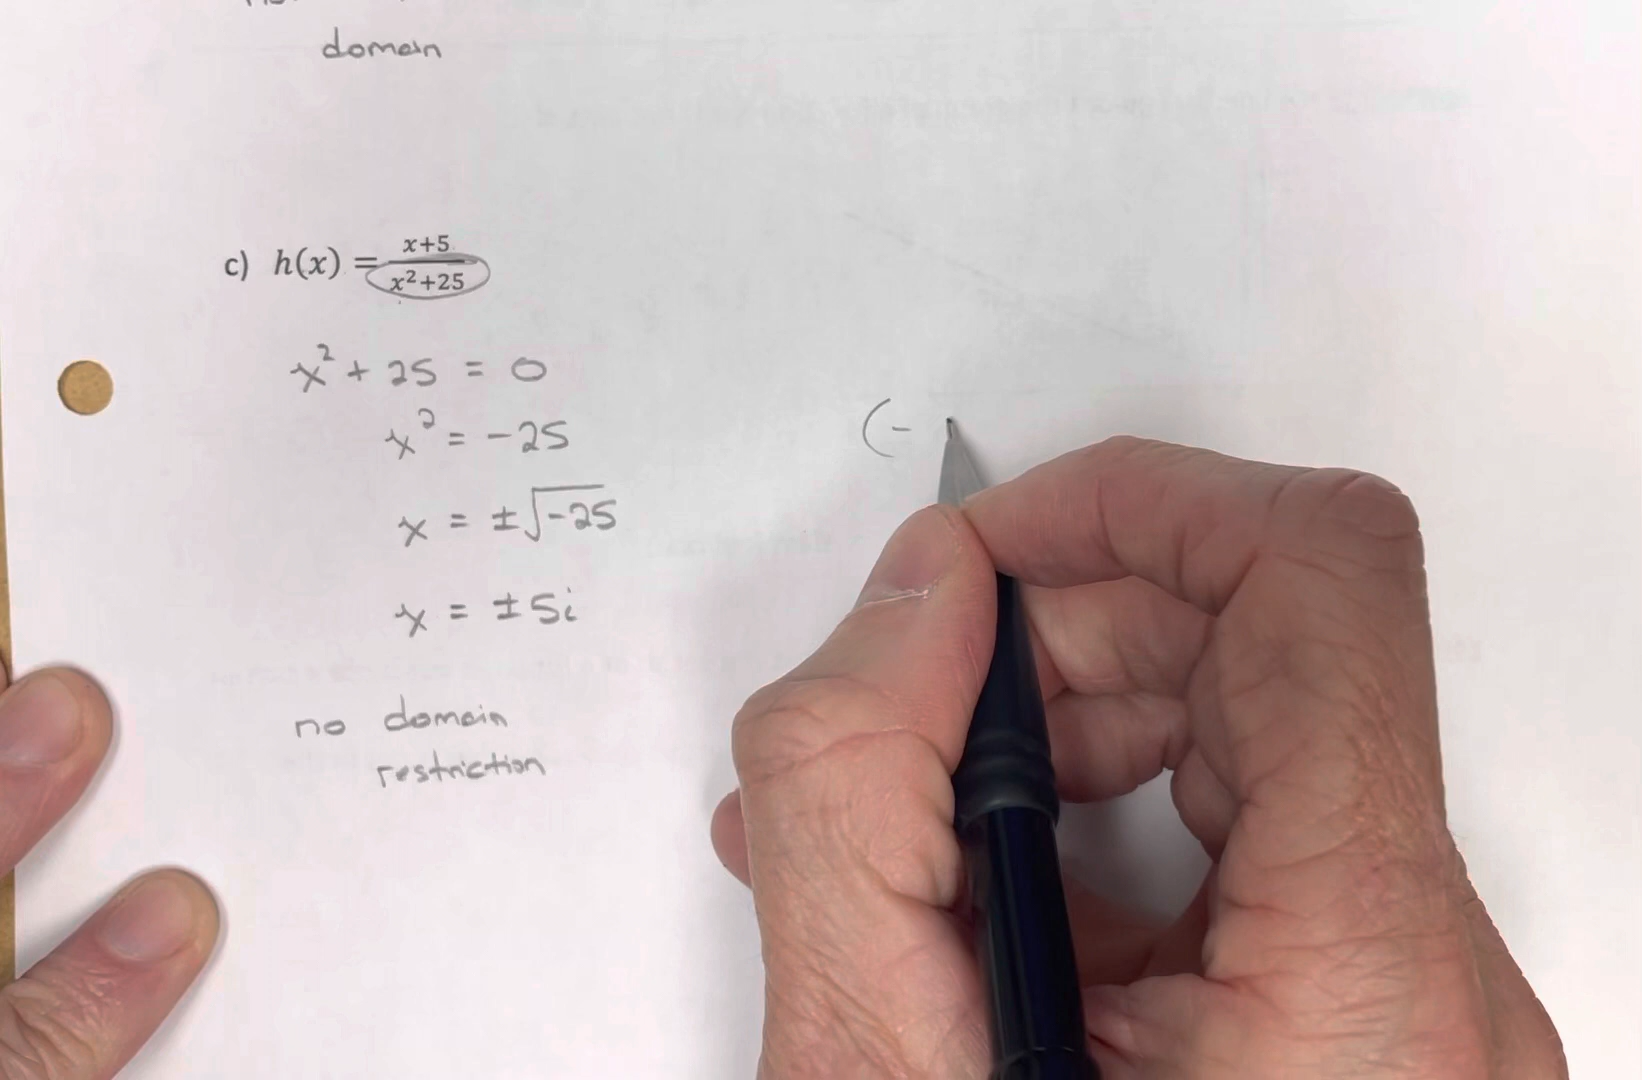 domain
c) h(x) = x+5 / x²+25
x² + 25 = 0
x² = -25
x = ±√-25
x = ±5i
no domain
restriction
(-